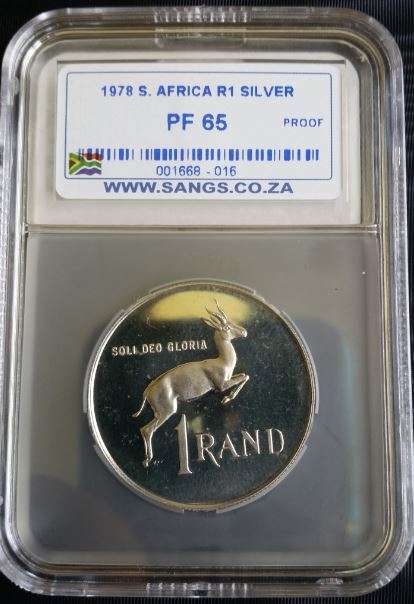 1978 S. AFRICA R1 SILVER
PF 65 PROOF
001668 - 016
WWW.SANGS.CO.ZA
SOLI DEO GLORIA
1 RAND